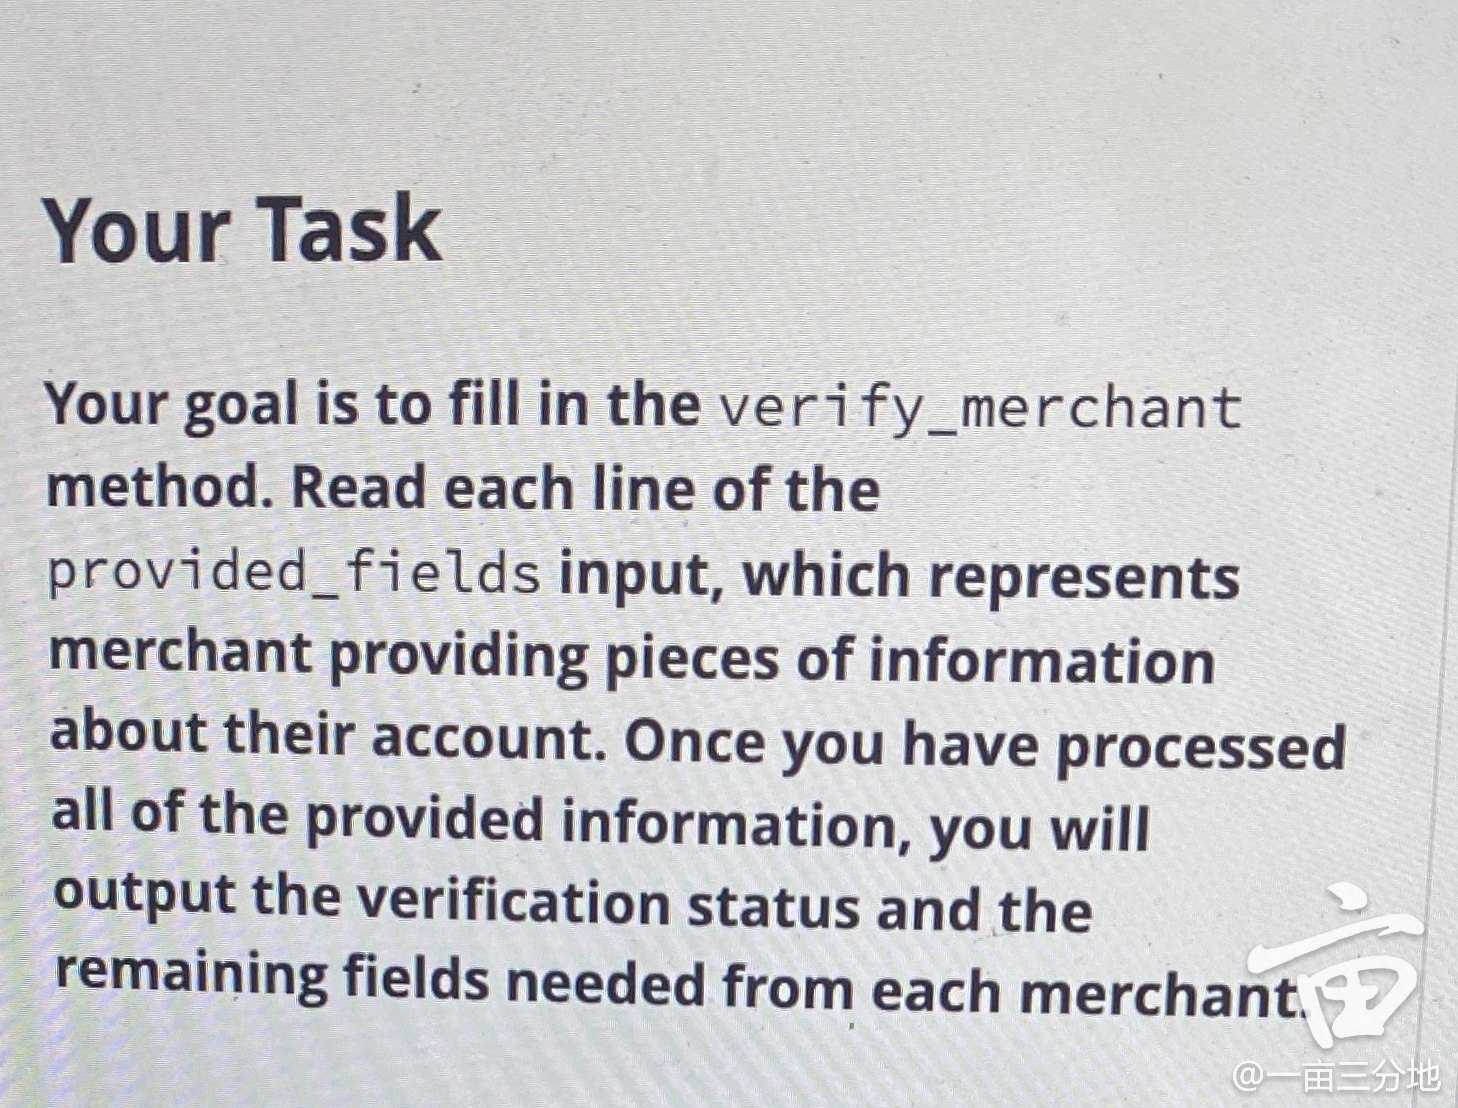 Your Task
Your goal is to fill in the verify_merchant
method. Read each line of the
provided_fields input, which represents
merchant providing pieces of information
about their account. Once you have processed
all of the provided information, you will
output the verification status and the
remaining fields needed from each merchant.
亩
@一亩三分地